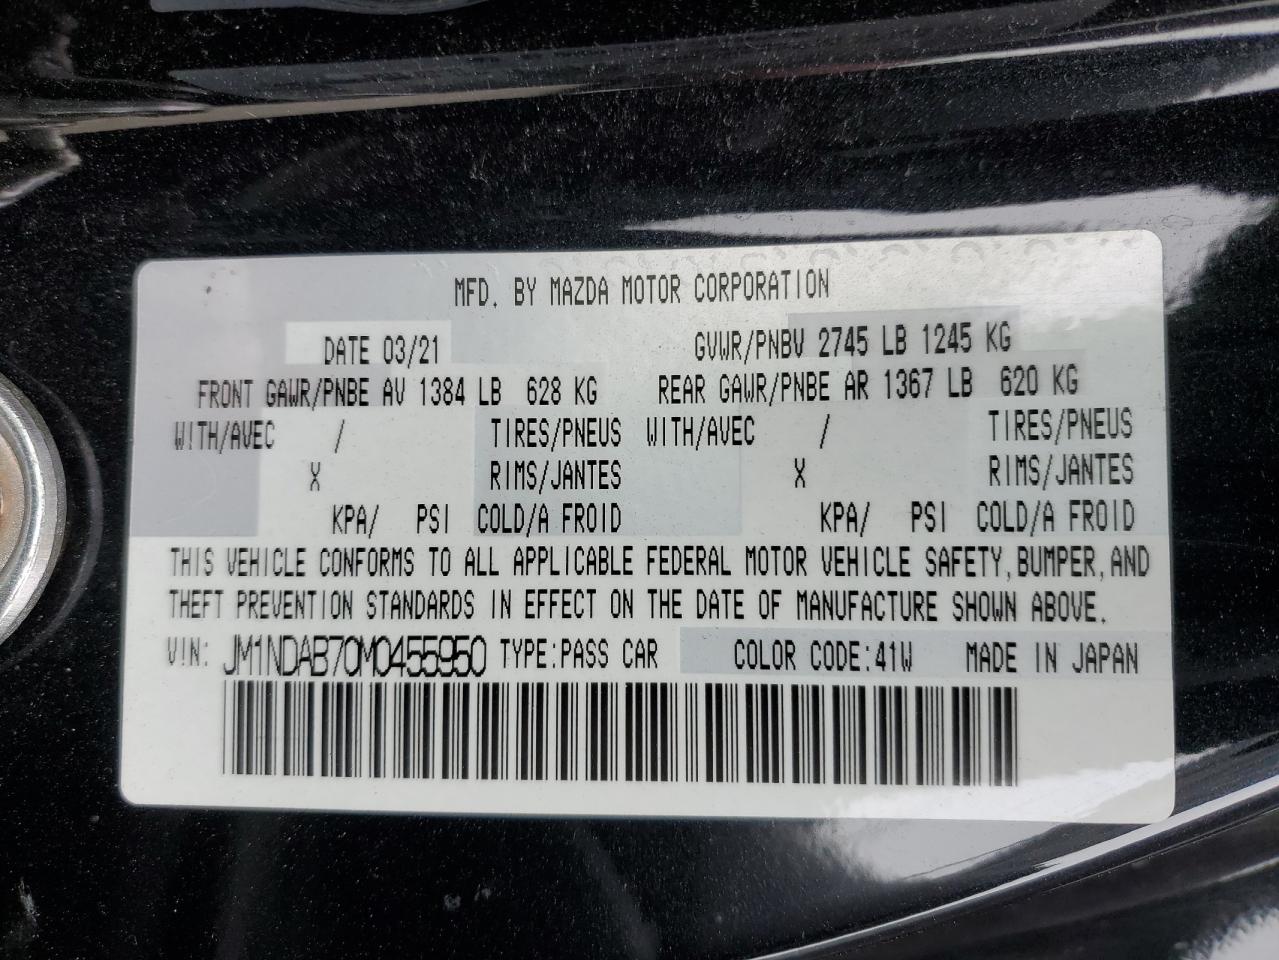 MFD. BY MAZDA MOTOR CORPORATION
DATE 03/21 GVWR/PNBV 2745 LB 1245 KG
FRONT GAWR/PNBE AV 1384 LB 628 KG REAR GAWR/PNBE AR 1367 LB 620 KG
WITH/AVEC / TIRES/PNEUS WITH/AVEC / TIRES/PNEUS
X RIMS/JANTES X RIMS/JANTES
KPA/ PSI COLD/A FROID KPA/ PSI COLD/A FROID
THIS VEHICLE CONFORMS TO ALL APPLICABLE FEDERAL MOTOR VEHICLE SAFETY, BUMPER, AND
THEFT PREVENTION STANDARDS IN EFFECT ON THE DATE OF MANUFACTURE SHOWN ABOVE.
VIN: JM1NDAB70M0455950 TYPE:PASS CAR COLOR CODE:41W MADE IN JAPAN